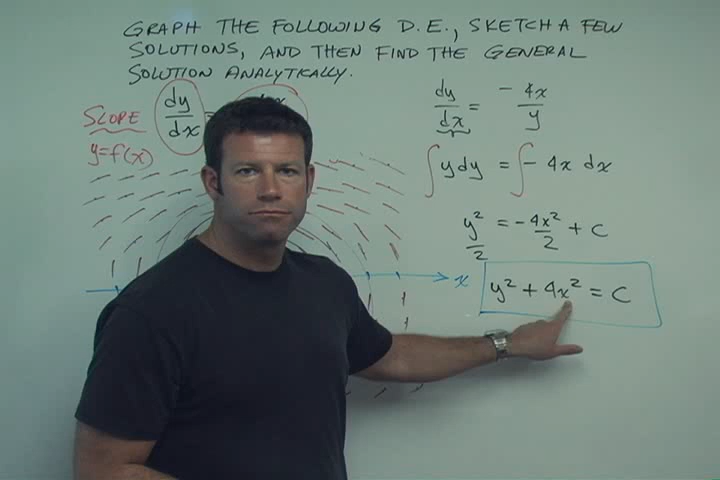 GRAPH THE FOLLOWING D.E., SKETCH A FEW
SOLUTIONS, AND THEN FIND THE GENERAL
SOLUTION ANALYTICALLY.
SLOPE dy/dx =
y=f(x)
dy/dx = -4x/y
∫ y dy = ∫ -4x dx
y²/2 = -4x²/2 + C
x
y² + 4x² = C